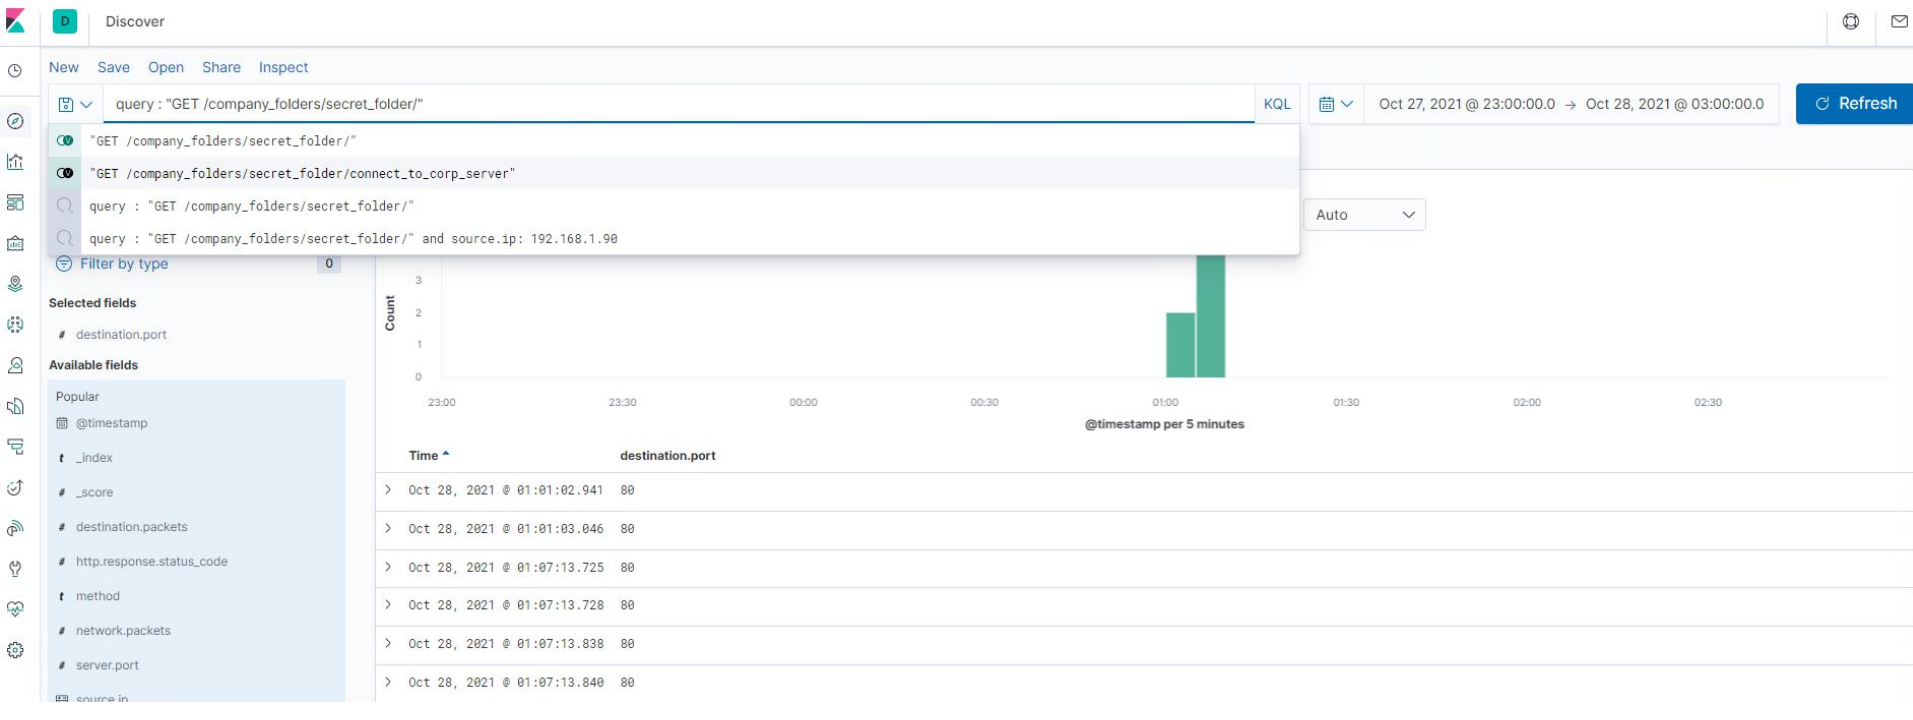 D Discover
New Save Open Share Inspect
query : "GET /company_folders/secret_folder/" KQL Oct 27, 2021 @ 23:00:00.0 → Oct 28, 2021 @ 03:00:00.0 Refresh
"GET /company_folders/secret_folder/"
"GET /company_folders/secret_folder/connect_to_corp_server"
query : "GET /company_folders/secret_folder/"
query : "GET /company_folders/secret_folder/" and source.ip: 192.168.1.90
Auto
Filter by type 0
Selected fields
# destination.port
Available fields
Popular
@timestamp
t _index
# _score
# destination.packets
# http.response.status_code
t method
# network.packets
# server.port
source.ip
Count
3
2
1
0
23:00 23:30 00:00 00:30 01:00 01:30 02:00 02:30
@timestamp per 5 minutes
Time destination.port
> Oct 28, 2021 @ 01:01:02.941 80
> Oct 28, 2021 @ 01:01:03.046 80
> Oct 28, 2021 @ 01:07:13.725 80
> Oct 28, 2021 @ 01:07:13.728 80
> Oct 28, 2021 @ 01:07:13.838 80
> Oct 28, 2021 @ 01:07:13.840 80